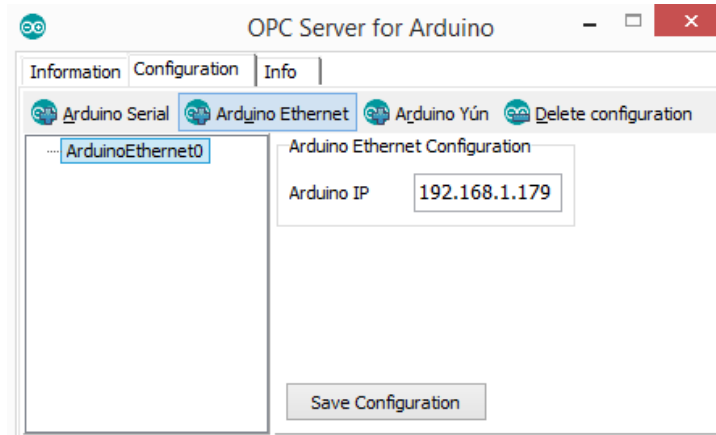 OPC Server for Arduino
Information Configuration Info
Arduino Serial Arduino Ethernet Arduino Yún Delete configuration
ArduinoEthernet0
Arduino Ethernet Configuration
Arduino IP 192.168.1.179
Save Configuration